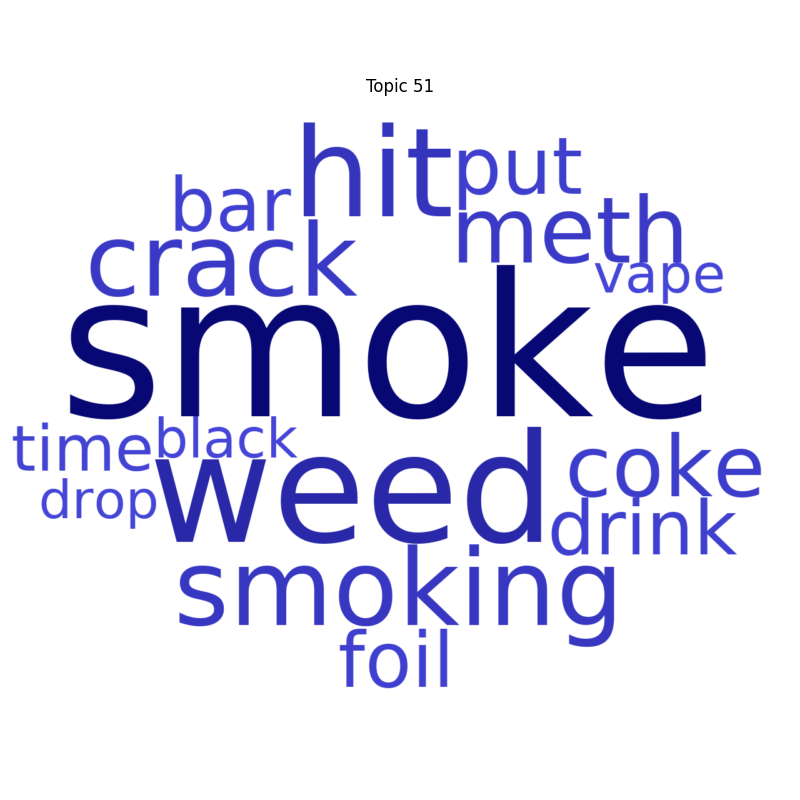 Topic 51
hit put
bar meth
crack vape
smoke
time black
drop weed coke
drink
smoking
foil